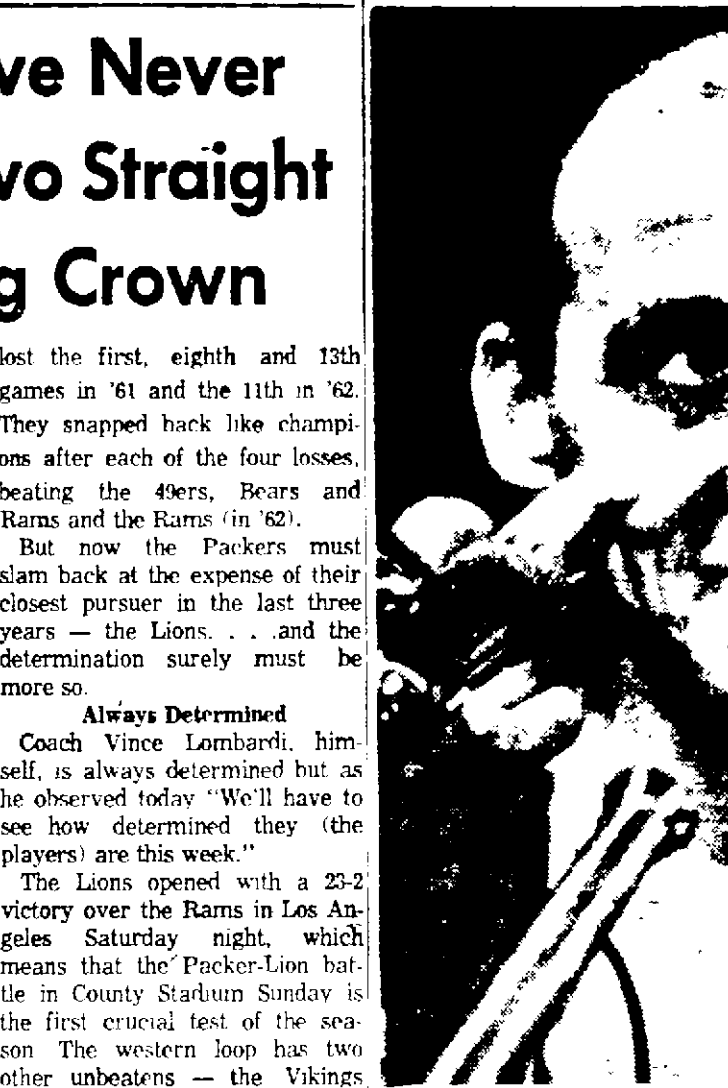 ve Never
vo Straight
g Crown
lost the first, eighth and 13th
games in '61 and the 11th in '62.
They snapped back like champi-
ons after each of the four losses,
beating the 49ers, Bears and
Rams and the Rams (in '62).
But now the Packers must
slam back at the expense of their
closest pursuer in the last three
years — the Lions. . . .and the
determination surely must be
more so.
Always Determined
Coach Vince Lombardi, him-
self, is always determined but as
he observed today "We'll have to
see how determined they (the
players) are this week."
The Lions opened with a 23-2
victory over the Rams in Los An-
geles Saturday night, which
means that the Packer-Lion bat-
tle in County Stadium Sunday is
the first crucial test of the sea-
son The western loop has two
other unbeatens — the Vikings